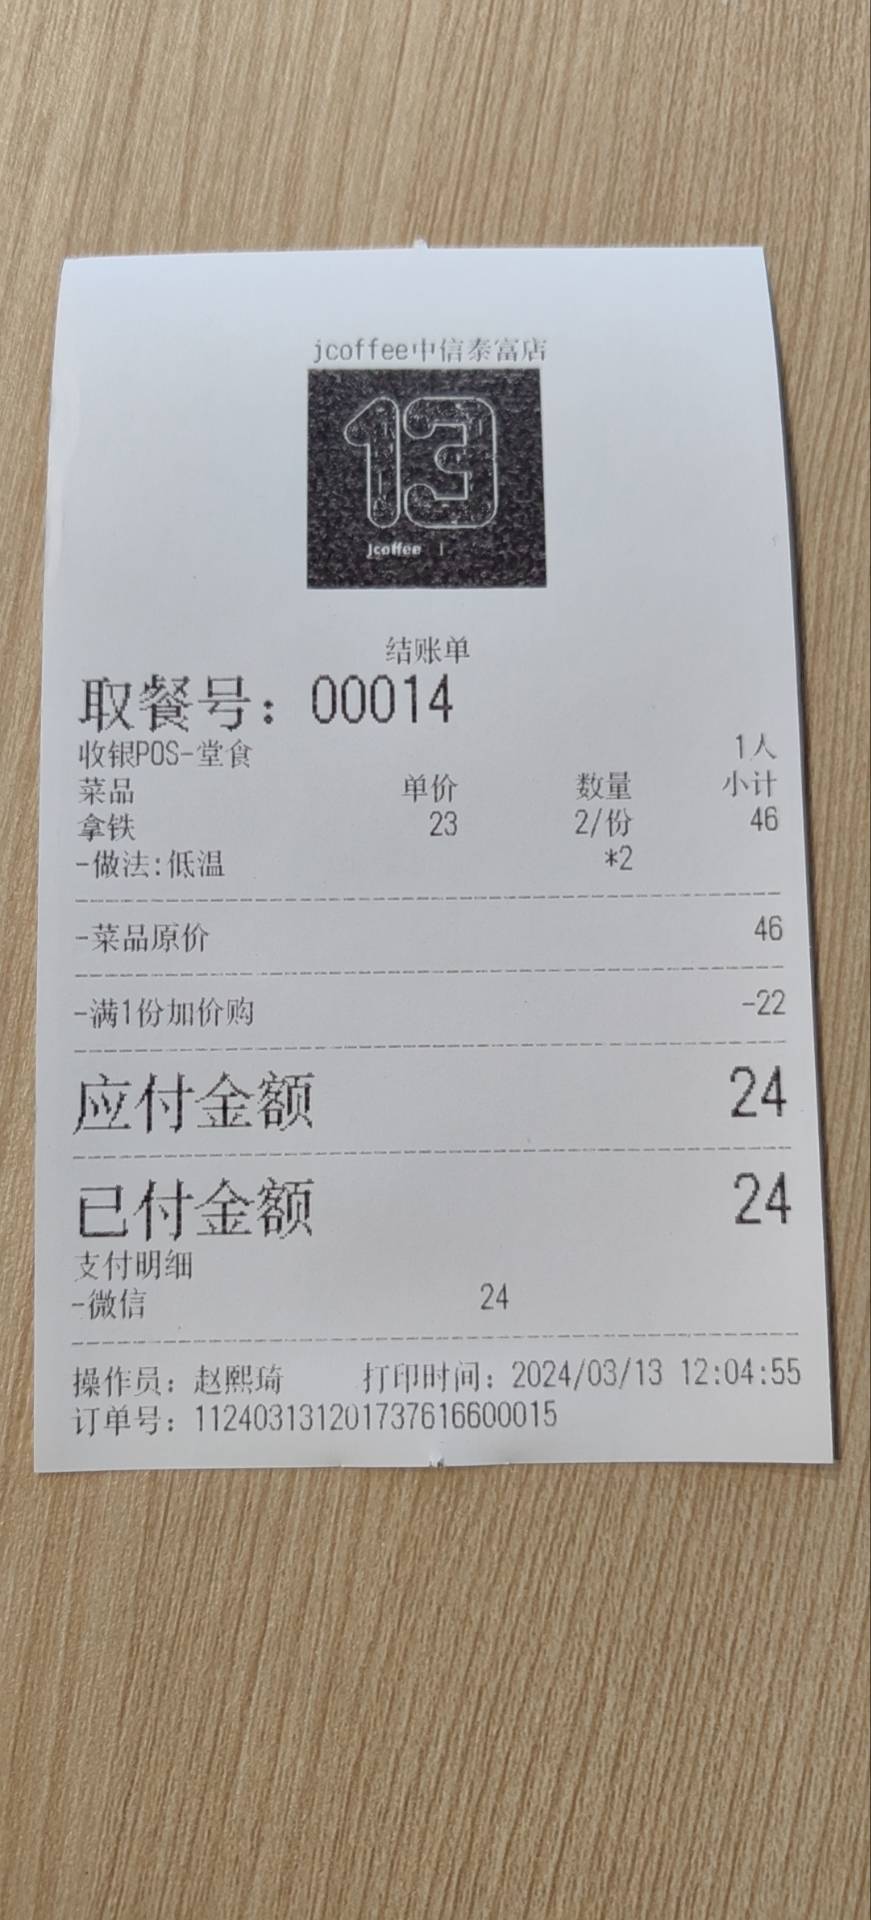 jcoffee中信泰富店
13
jcoffee
结账单
取餐号：00014
收银POS-堂食 1人
菜品 单价 数量 小计
拿铁 23 2/份 46
-做法:低温 *2
-菜品原价 46
-满1份加价购 -22
应付金额 24
已付金额 24
支付明细
-微信 24
操作员：赵熙琦 打印时间：2024/03/13 12:04:55
订单号：112403131201737616600015